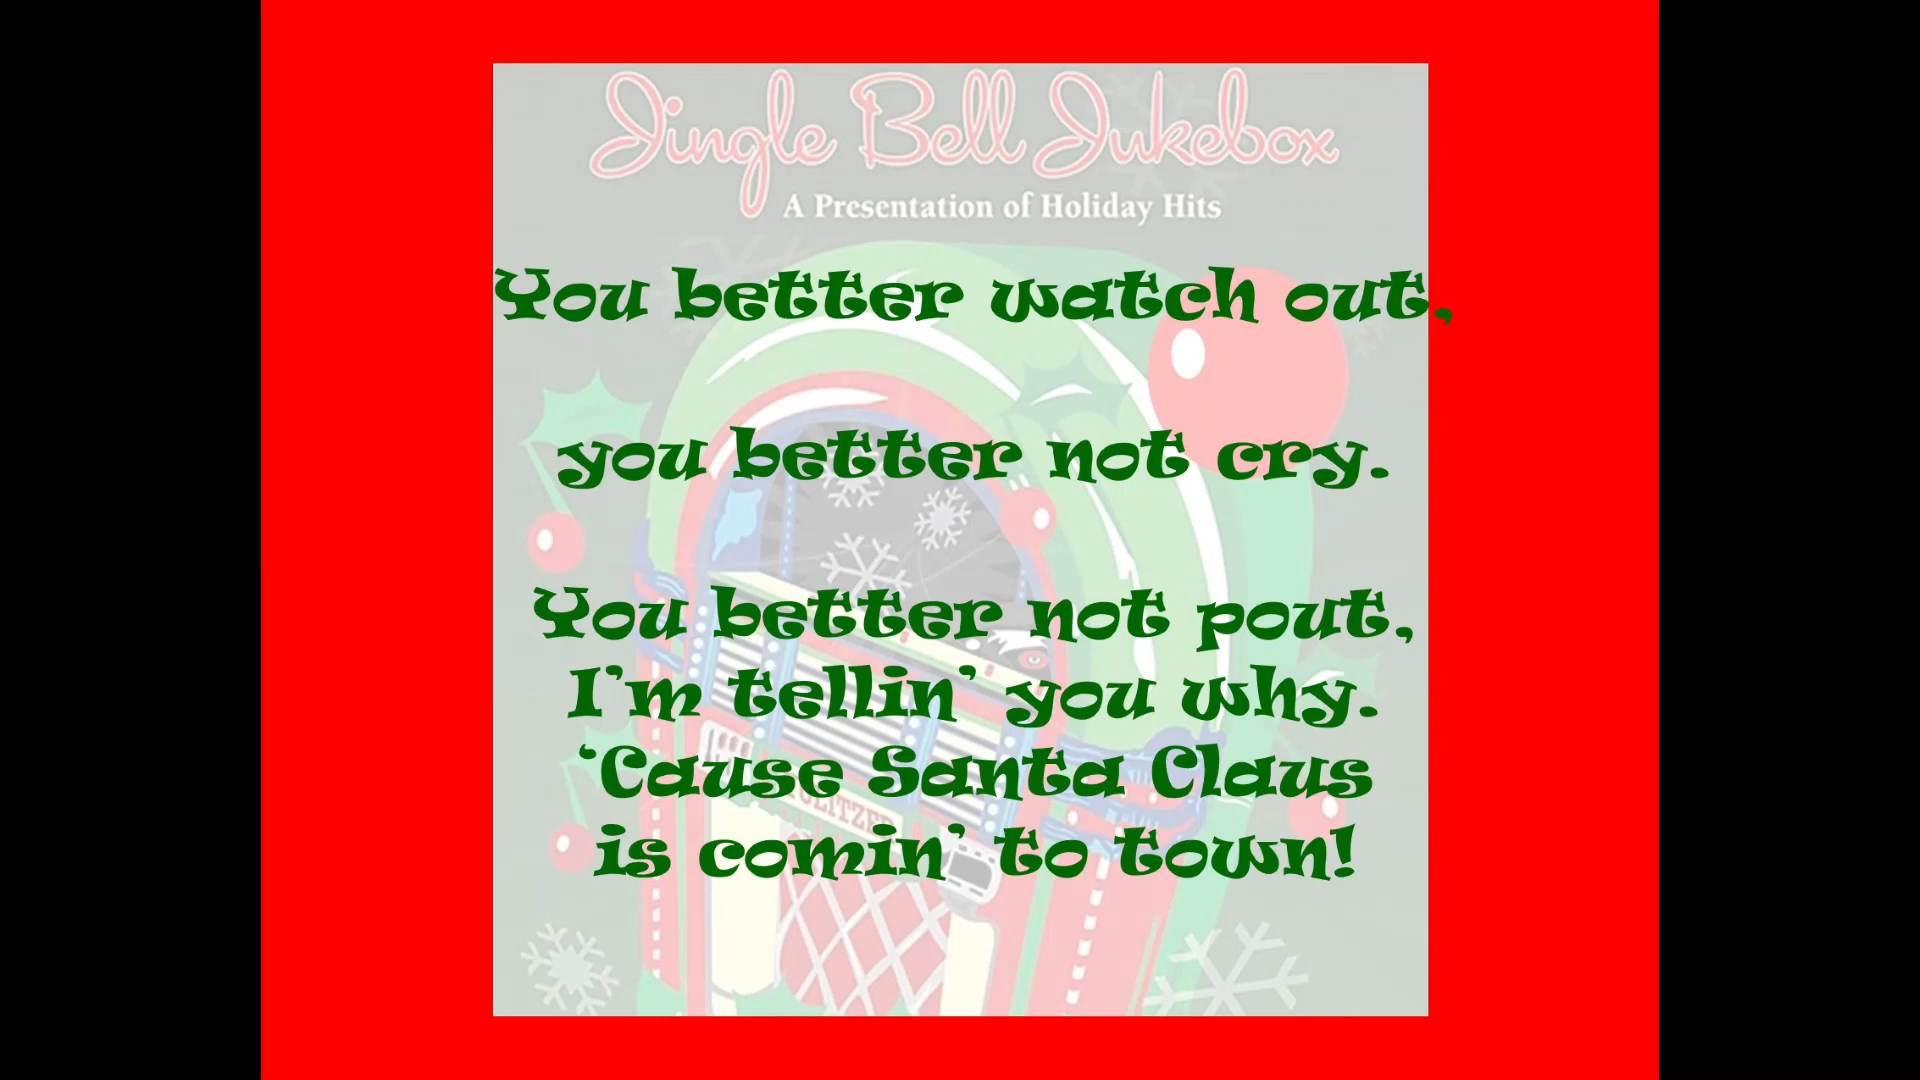 Jingle Bell Jukebox
A Presentation of Holiday Hits
You better watch out,
you better not cry.
You better not pout,
I'm tellin' you why.
‘Cause Santa Claus
is comin’ to town!